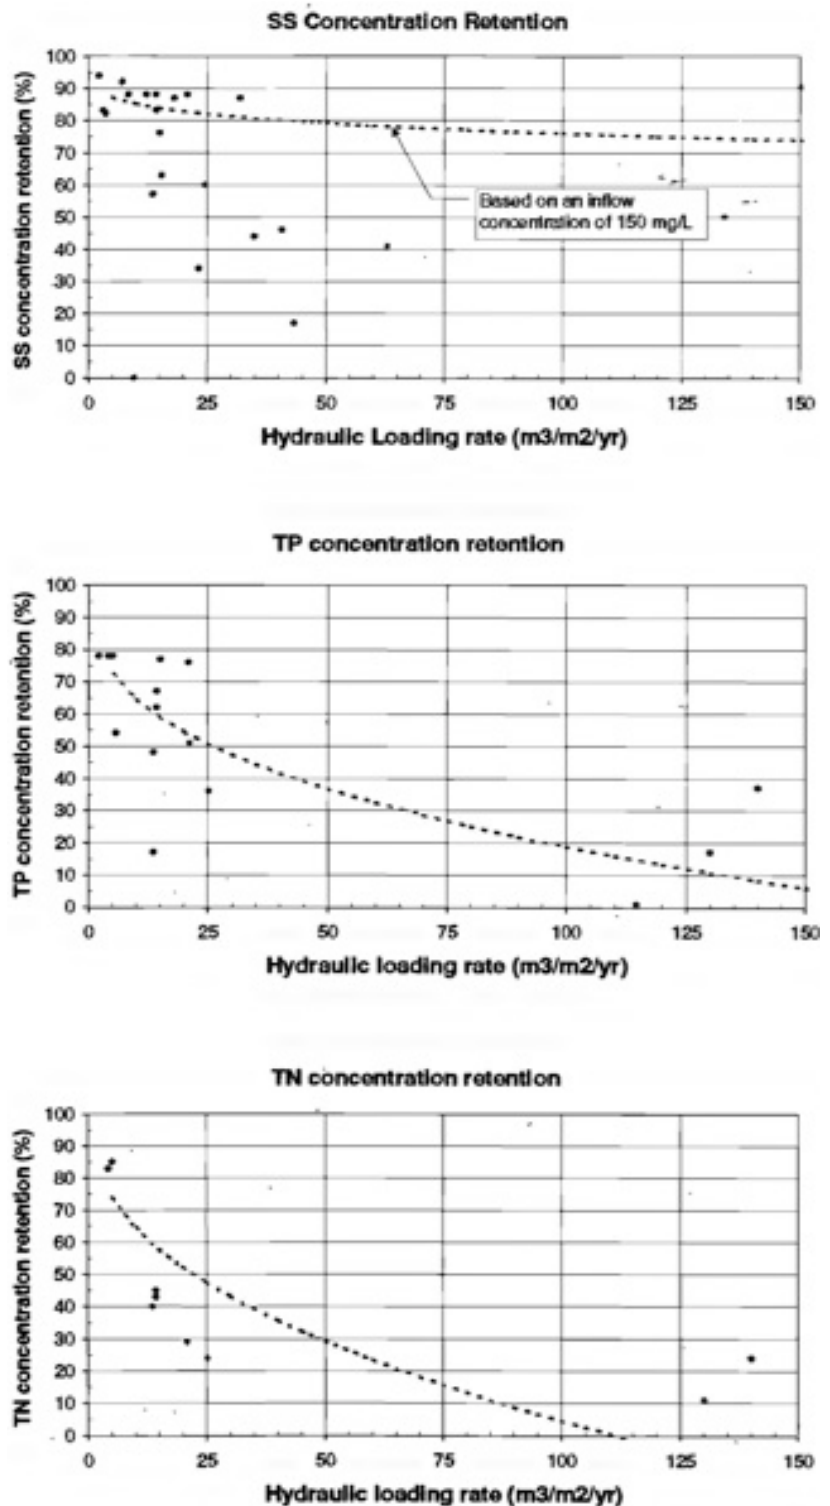 SS Concentration Retention
SS concentration retention (%)
100
90
80
70
60
50
40
30
20
10
0
Based on an inflow
concentration of 150 mg/L
0 25 50 75 100 125 150
Hydraulic Loading rate (m3/m2/yr)
TP concentration retention
TP concentration retention (%)
100
90
80
70
60
50
40
30
20
10
0
0 25 50 75 100 125 150
Hydraulic loading rate (m3/m2/yr)
TN concentration retention
TN concentration retention (%)
100
90
80
70
60
50
40
30
20
10
0
0 25 50 75 100 125 150
Hydraulic loading rate (m3/m2/yr)